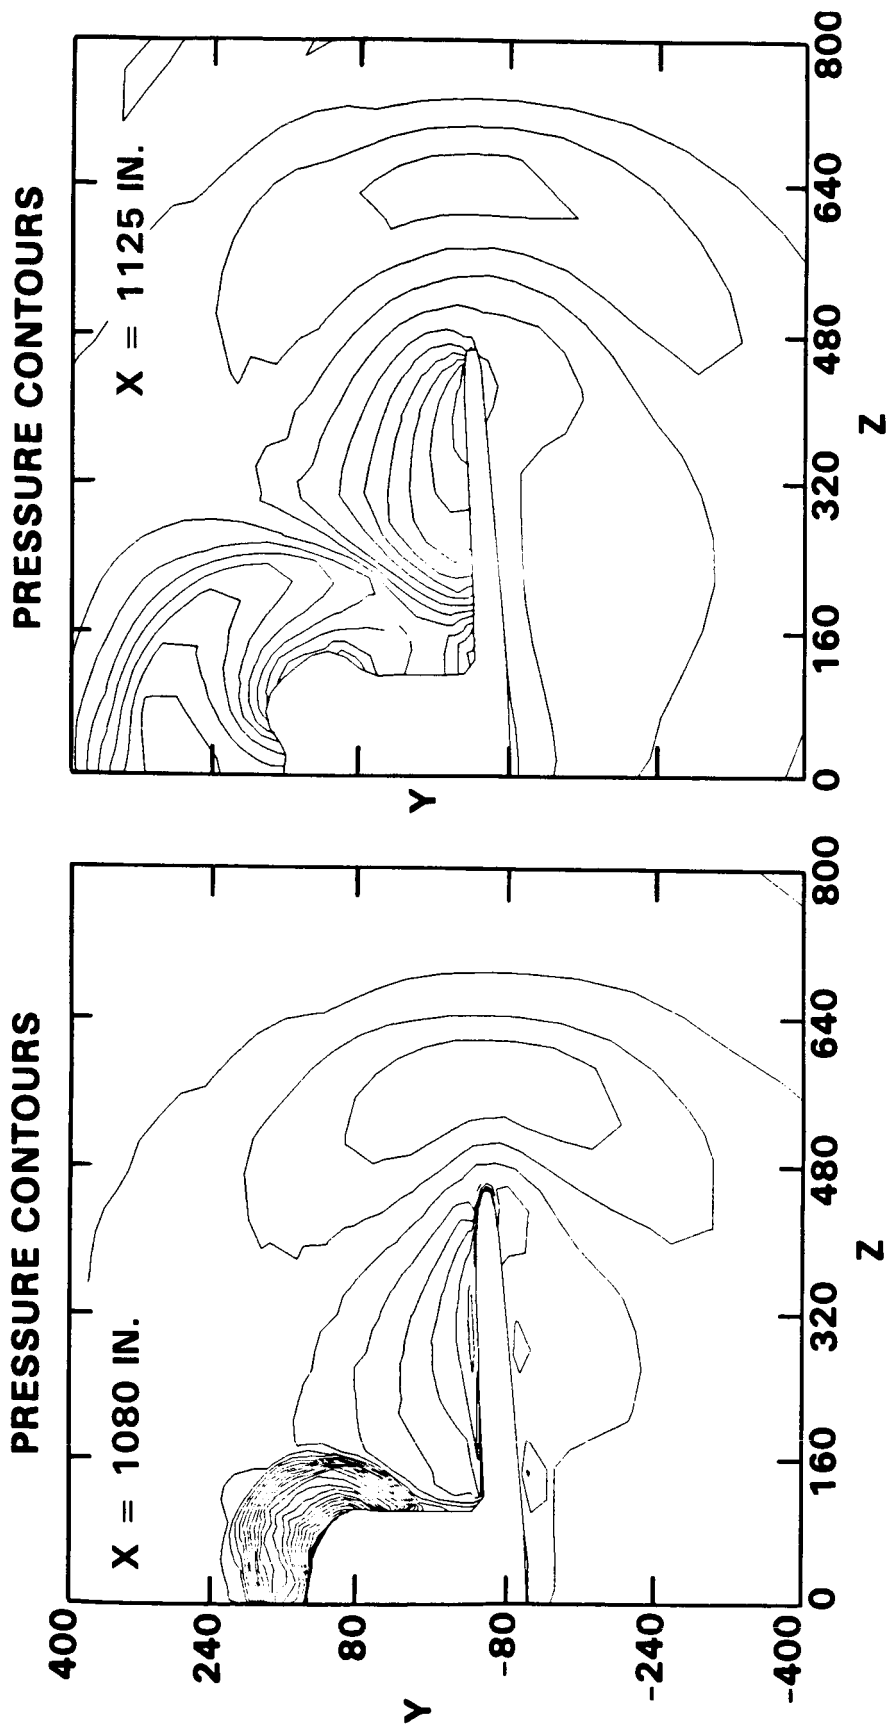 PRESSURE CONTOURS
X = 1080 IN.
400
240
80
-80
-240
-400
Y
0 160 320 480 640 800
Z
PRESSURE CONTOURS
X = 1125 IN.
Y
0 160 320 480 640 800
Z